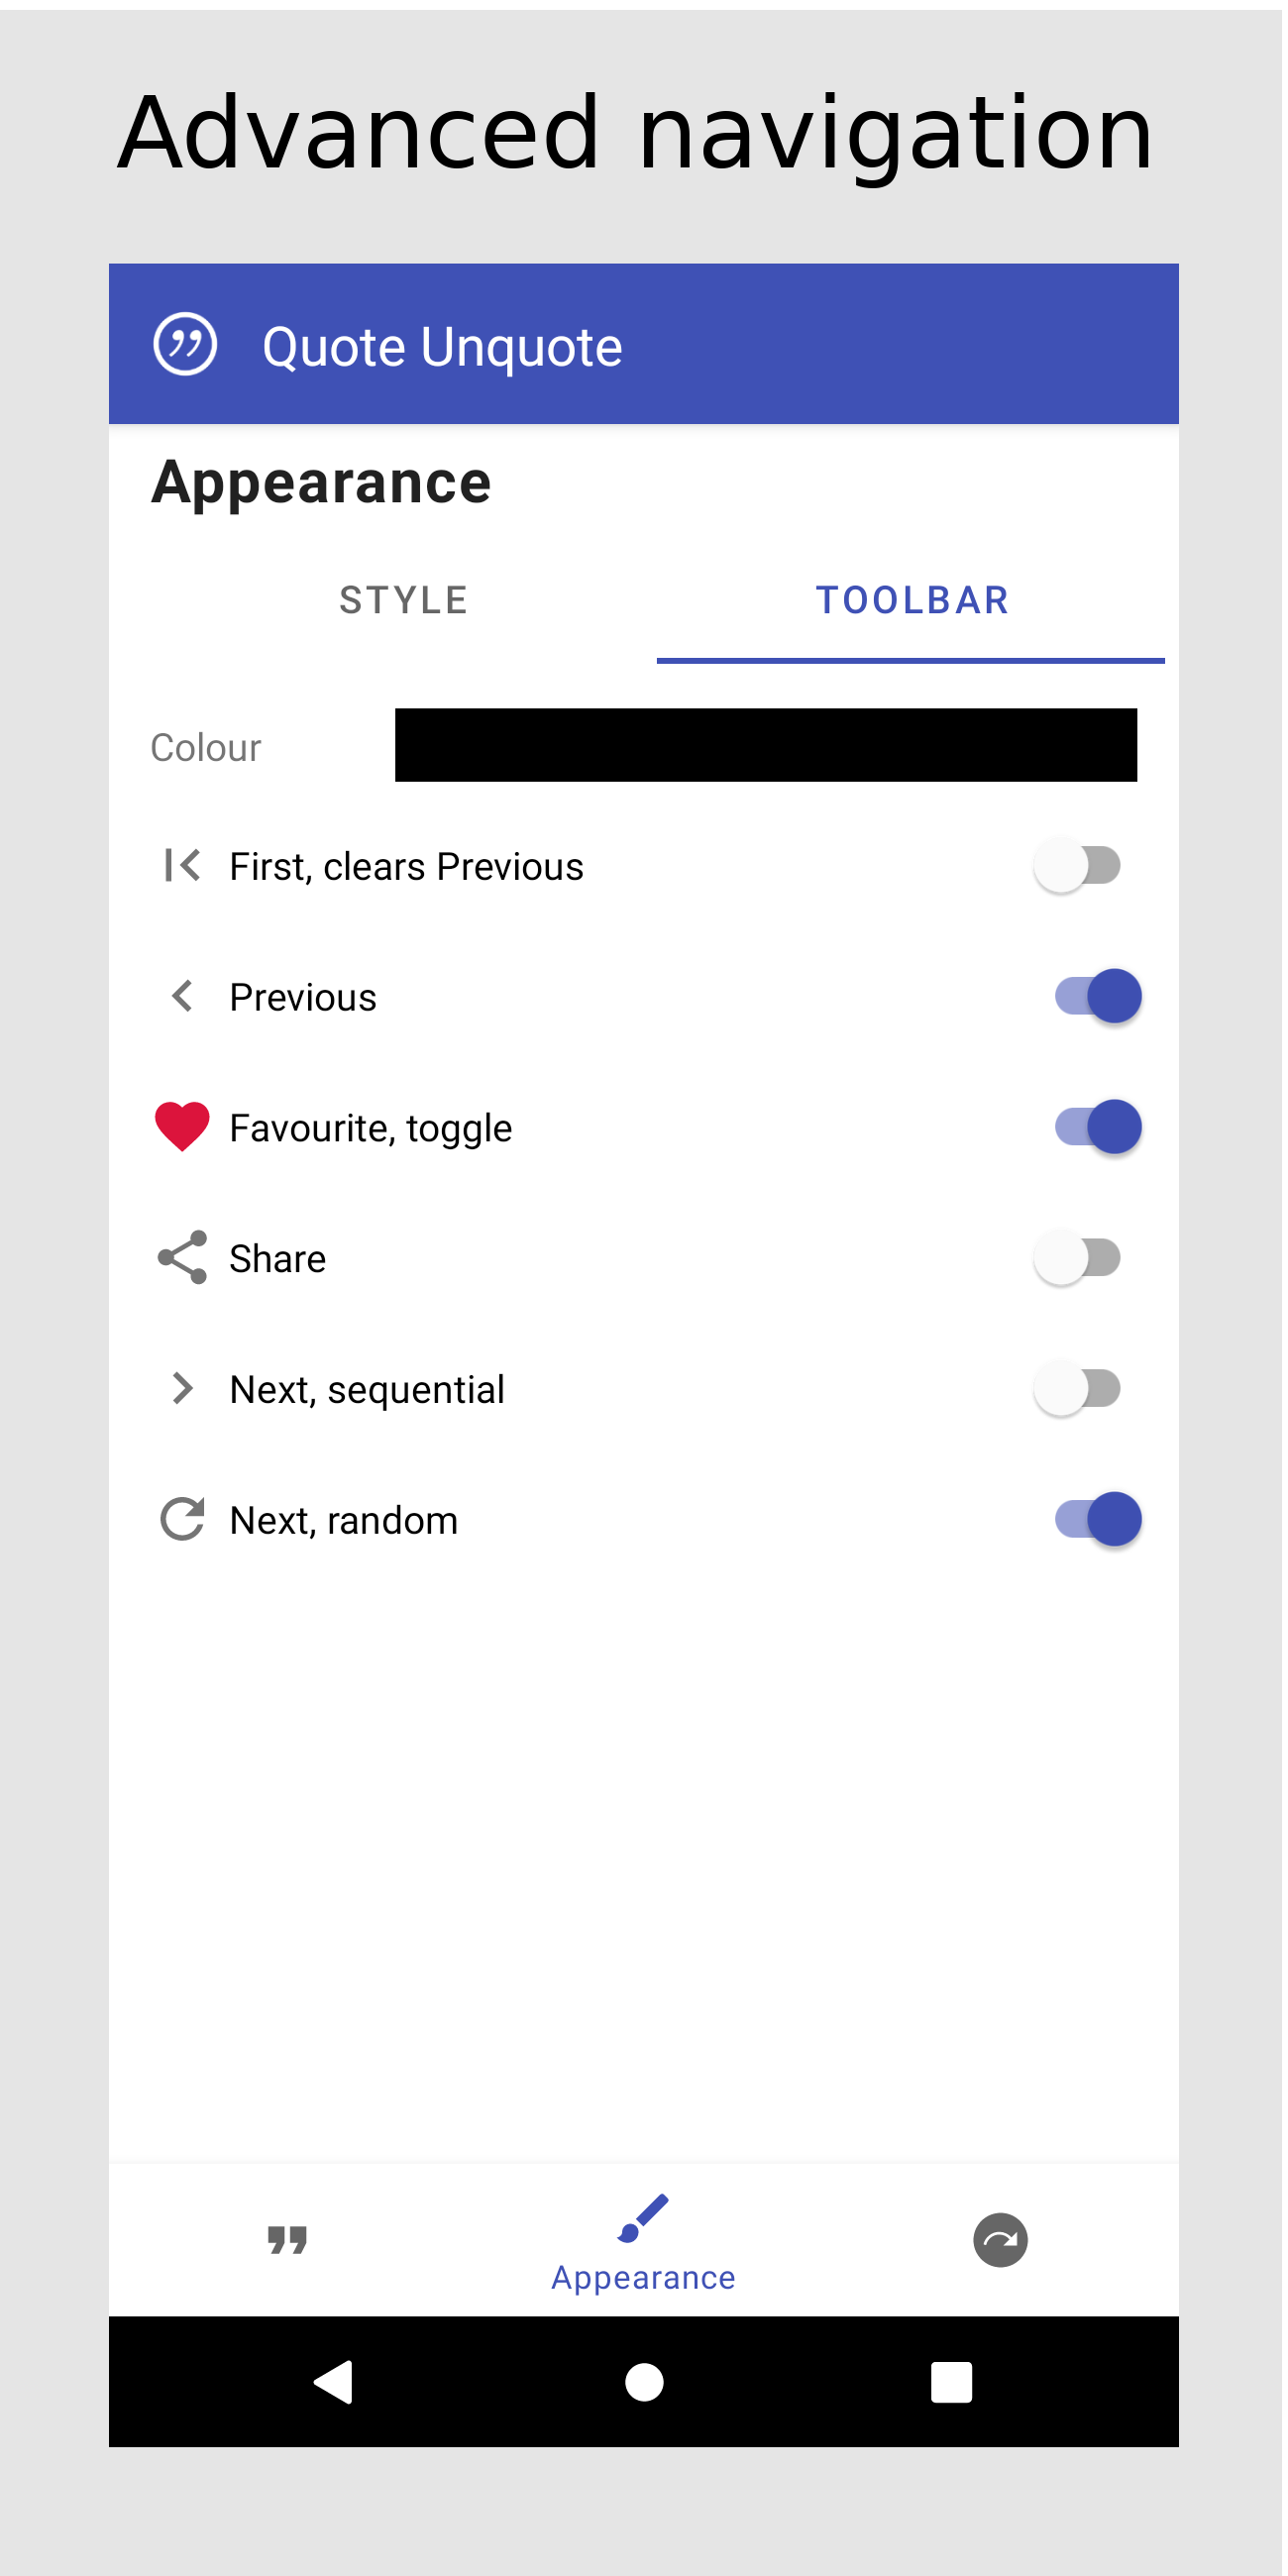 Advanced navigation
Quote Unquote
Appearance
STYLE TOOLBAR
Colour
First, clears Previous
Previous
Favourite, toggle
Share
Next, sequential
Next, random
Appearance